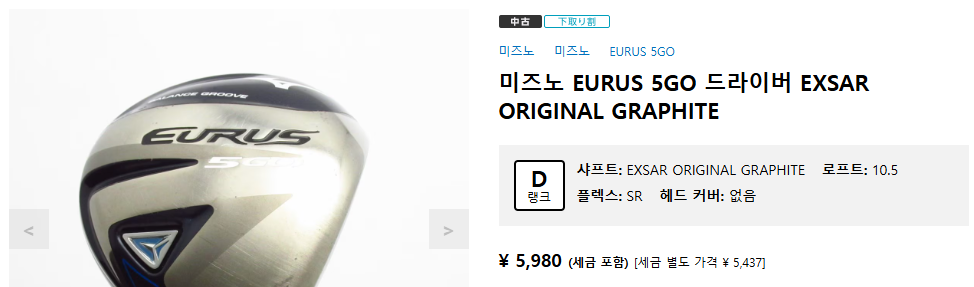 中古 下取り割
미즈노 미즈노 EURUS 5GO
미즈노 EURUS 5GO 드라이버 EXSAR
ORIGINAL GRAPHITE
BALANCE GROOVE
EURUS
D
랭크
샤프트: EXSAR ORIGINAL GRAPHITE 로프트: 10.5
플렉스: SR 헤드 커버: 없음
< >
¥ 5,980 (세금 포함) [세금 별도 가격 ¥ 5,437]